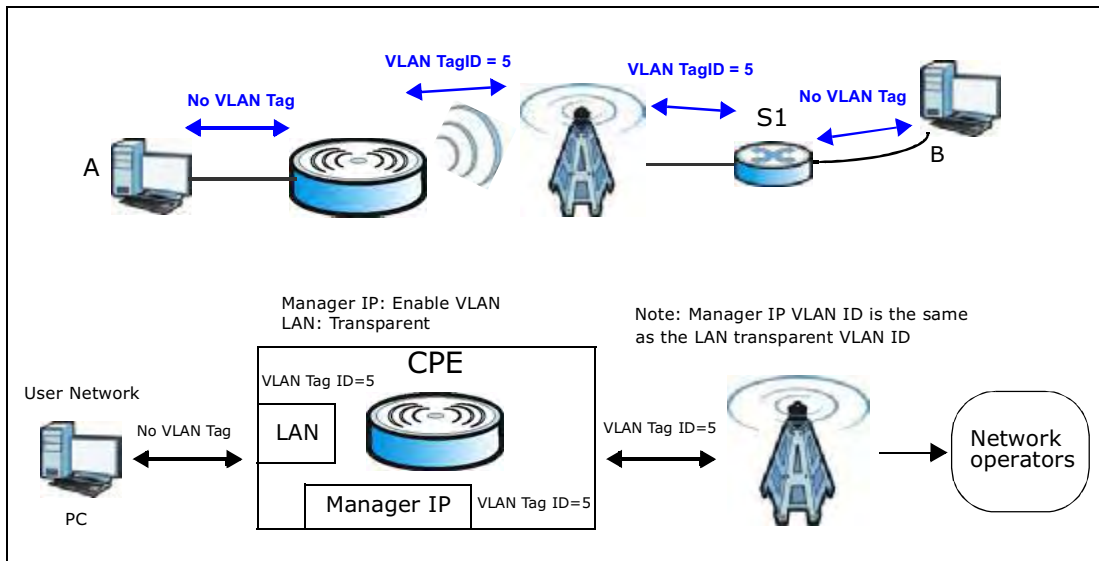 VLAN TagID = 5
VLAN TagID = 5
No VLAN Tag
No VLAN Tag
S1
A
B
Manager IP: Enable VLAN
LAN: Transparent
Note: Manager IP VLAN ID is the same
as the LAN transparent VLAN ID
CPE
VLAN Tag ID=5
User Network
No VLAN Tag
LAN
VLAN Tag ID=5
Network
operators
Manager IP
VLAN Tag ID=5
PC